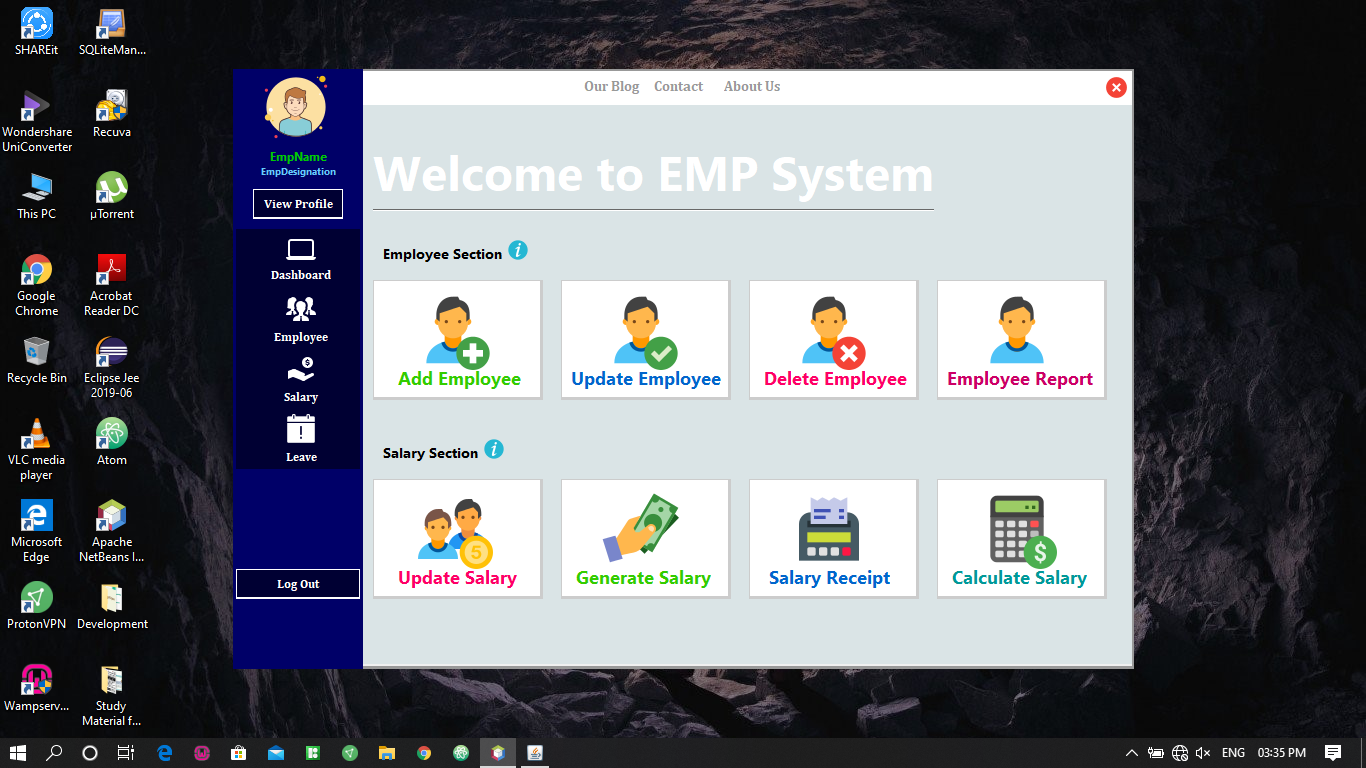 SHAREit
SQLiteMan...
Wondershare
UniConverter
Recuva
This PC
µTorrent
Google
Chrome
Acrobat
Reader DC
Recycle Bin
Eclipse Jee
2019-06
VLC media
player
Atom
Microsoft
Edge
Apache
NetBeans I...
ProtonVPN
Development
Wampserv...
Study
Material f...
EmpName
EmpDesignation
View Profile
Dashboard
Employee
Salary
Leave
Log Out
Our Blog Contact About Us
Welcome to EMP System
Employee Section i
Add Employee
Update Employee
Delete Employee
Employee Report
Salary Section i
5
Update Salary
Generate Salary
Salary Receipt
$
Calculate Salary
ENG 03:35 PM